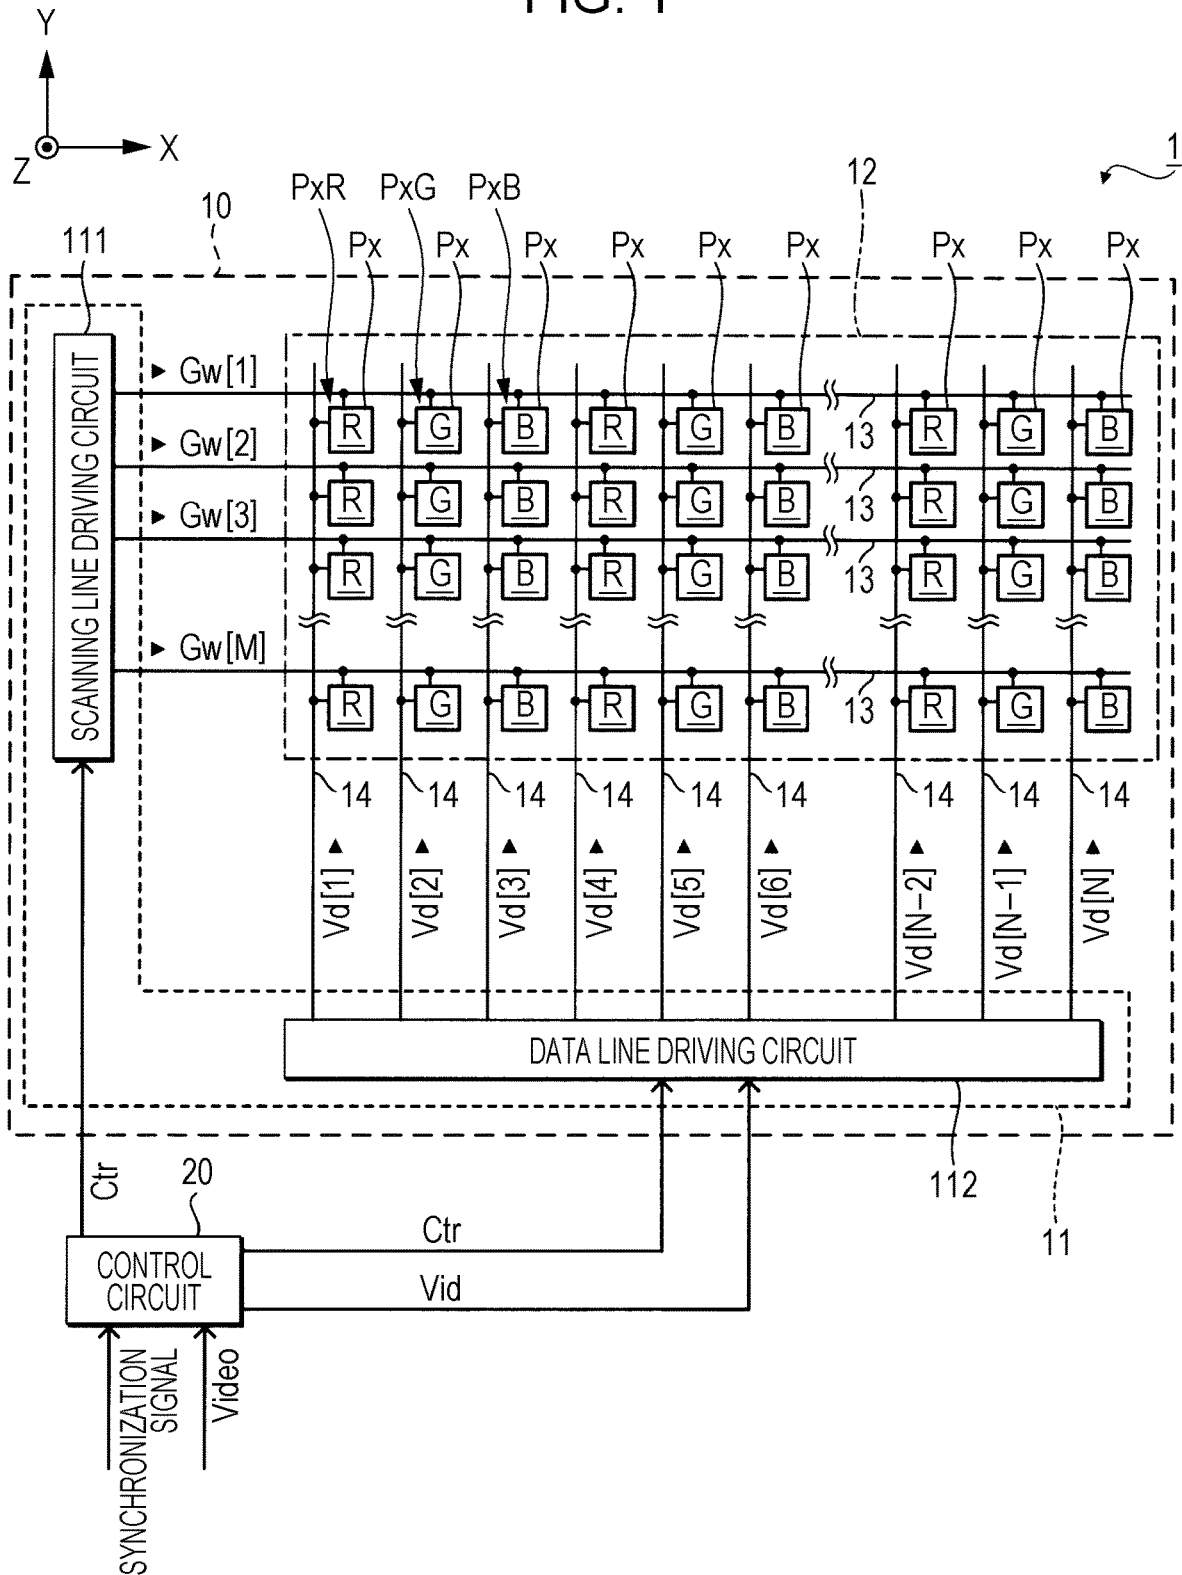 FIG. 1
Y
X
Z
1
12
10
PxR PxG PxB
111
Px Px Px Px Px Px Px Px Px
SCANNING LINE DRIVING CIRCUIT
Gw[1]
13
R G B R G B R G B
Gw[2]
13
R G B R G B R G B
Gw[3]
13
R G B R G B R G B
Gw[M]
13
R G B R G B R G B
14 14 14 14 14 14 14 14 14
Vd[1] Vd[2] Vd[3] Vd[4] Vd[5] Vd[6] Vd[N-2] Vd[N-1] Vd[N]
DATA LINE DRIVING CIRCUIT
112
11
Ctr
20
CONTROL
CIRCUIT
Ctr
Vid
SYNCHRONIZATION
SIGNAL
Video